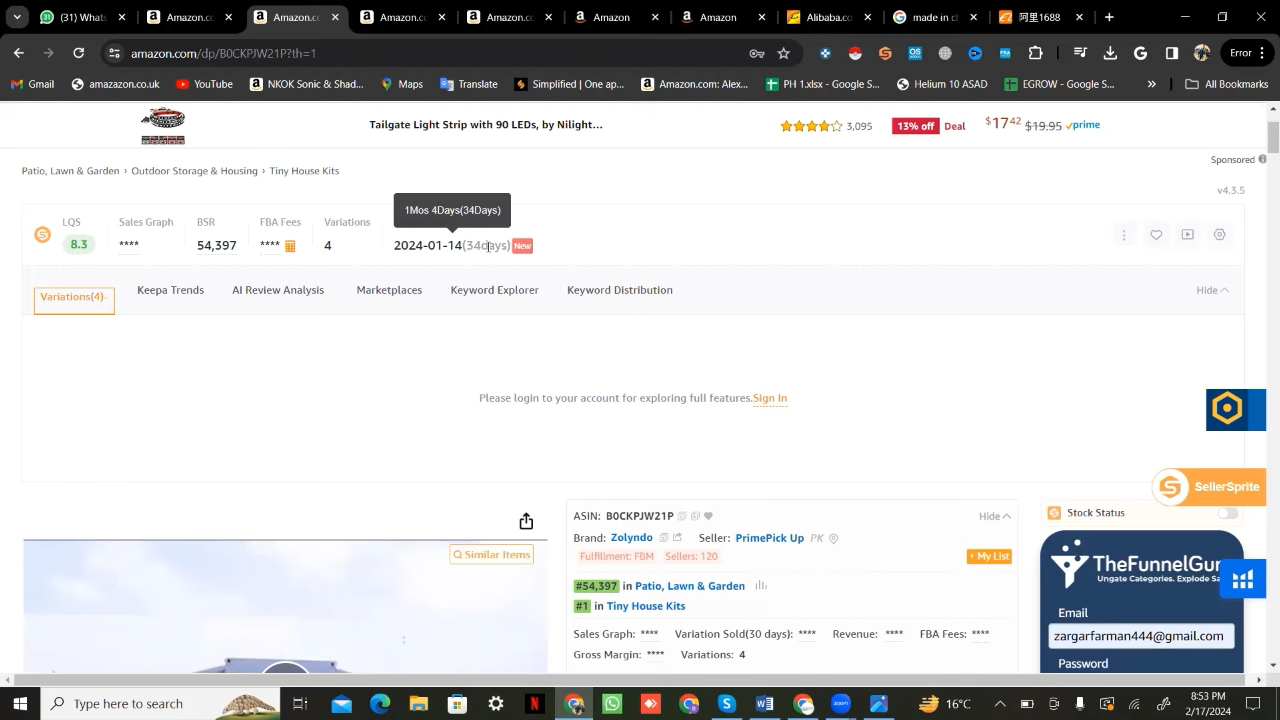 (31) Whats
Amazon.co
Amazon.co
Amazon.co
Amazon.co
Amazon
Amazon
Alibaba.co
made in cl
阿里1688
amazon.com/dp/B0CKPJW21P?th=1
Error
Gmail
amazazon.co.uk
YouTube
NKOK Sonic & Shad...
Maps
Translate
Simplified | One ap...
Amazon.com: Alexa...
PH 1.xlsx - Google S...
Helium 10 ASAD
EGROW - Google S...
All Bookmarks
Tailgate Light Strip with 90 LEDs, by Nilight...
3,095
13% off Deal
$17 42 $19.95 prime
Patio, Lawn & Garden › Outdoor Storage & Housing › Tiny House Kits
Sponsored
v4.3.5
1Mos 4Days(34Days)
LQS Sales Graph BSR FBA Fees Variations
8.3 **** 54,397 **** 4 2024-01-14(34days) New
Variations(4) Keepa Trends AI Review Analysis Marketplaces Keyword Explorer Keyword Distribution Hide
Please login to your account for exploring full features.Sign In
SellerSprite
ASIN: B0CKPJW21P Hide
Stock Status
Brand: Zolyndo Seller: PrimePick Up PK
Similar Items
Fulfillment: FBM Sellers: 120 + My List
TheFunnelGur
Ungate Categories. Explode Sa
#54,397 in Patio, Lawn & Garden
#1 in Tiny House Kits
Email
zargarfarman444@gmail.com
Sales Graph: **** Variation Sold(30 days): **** Revenue: **** FBA Fees: ****
Gross Margin: **** Variations: 4
Password
Type here to search
zoom
16°C
8:53 PM
2/17/2024